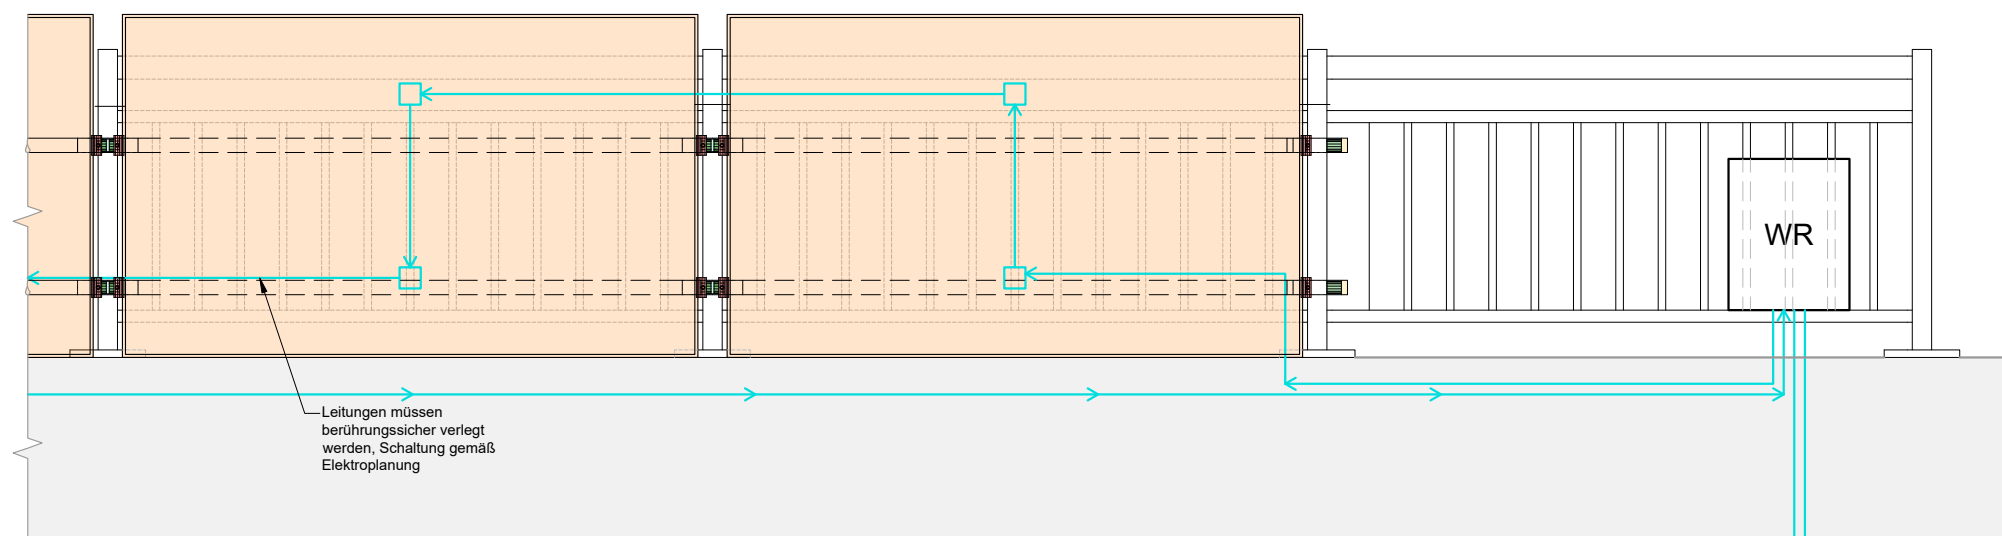 WR
Leitungen müssen
berührungssicher verlegt
werden, Schaltung gemäß
Elektroplanung